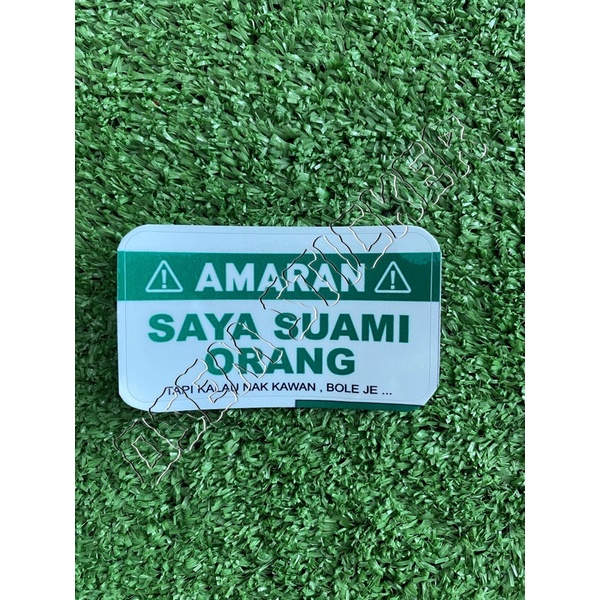 AMARAN
SAYA SUAMI
ORANG
TAPI KALAU NAK KAWAN , BOLE JE ...